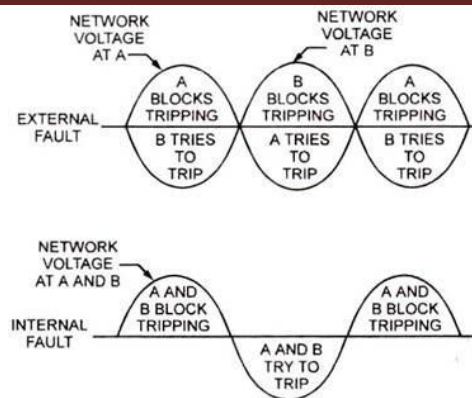 NETWORK
VOLTAGE
AT A
NETWORK
VOLTAGE
AT B
EXTERNAL
FAULT
A
BLOCKS
TRIPPING
B
BLOCKS
TRIPPING
A
BLOCKS
TRIPPING
B TRIES
TO
TRIP
A TRIES
TO
TRIP
B TRIES
TO
TRIP
NETWORK
VOLTAGE
AT A AND B
INTERNAL
FAULT
A AND
B BLOCK
TRIPPING
A AND B
TRY TO
TRIP
A AND
B BLOCK
TRIPPING